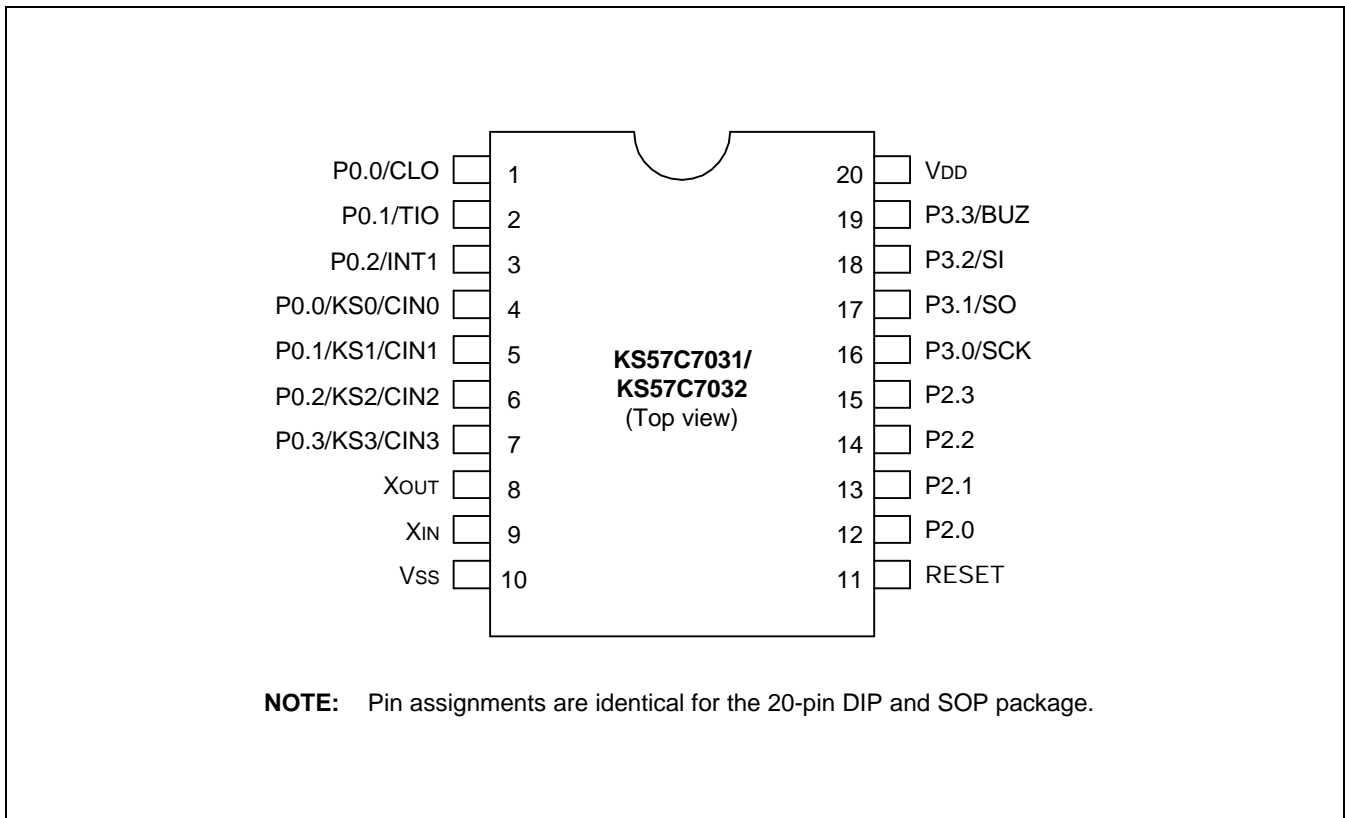 P0.0/CLO 1 20 VDD
P0.1/TIO 2 19 P3.3/BUZ
P0.2/INT1 3 18 P3.2/SI
P0.0/KS0/CIN0 4 17 P3.1/SO
P0.1/KS1/CIN1 5 16 P3.0/SCK
P0.2/KS2/CIN2 6 15 P2.3
P0.3/KS3/CIN3 7 14 P2.2
XOUT 8 13 P2.1
XIN 9 12 P2.0
VSS 10 11 RESET
KS57C7031/
KS57C7032
(Top view)
NOTE: Pin assignments are identical for the 20-pin DIP and SOP package.